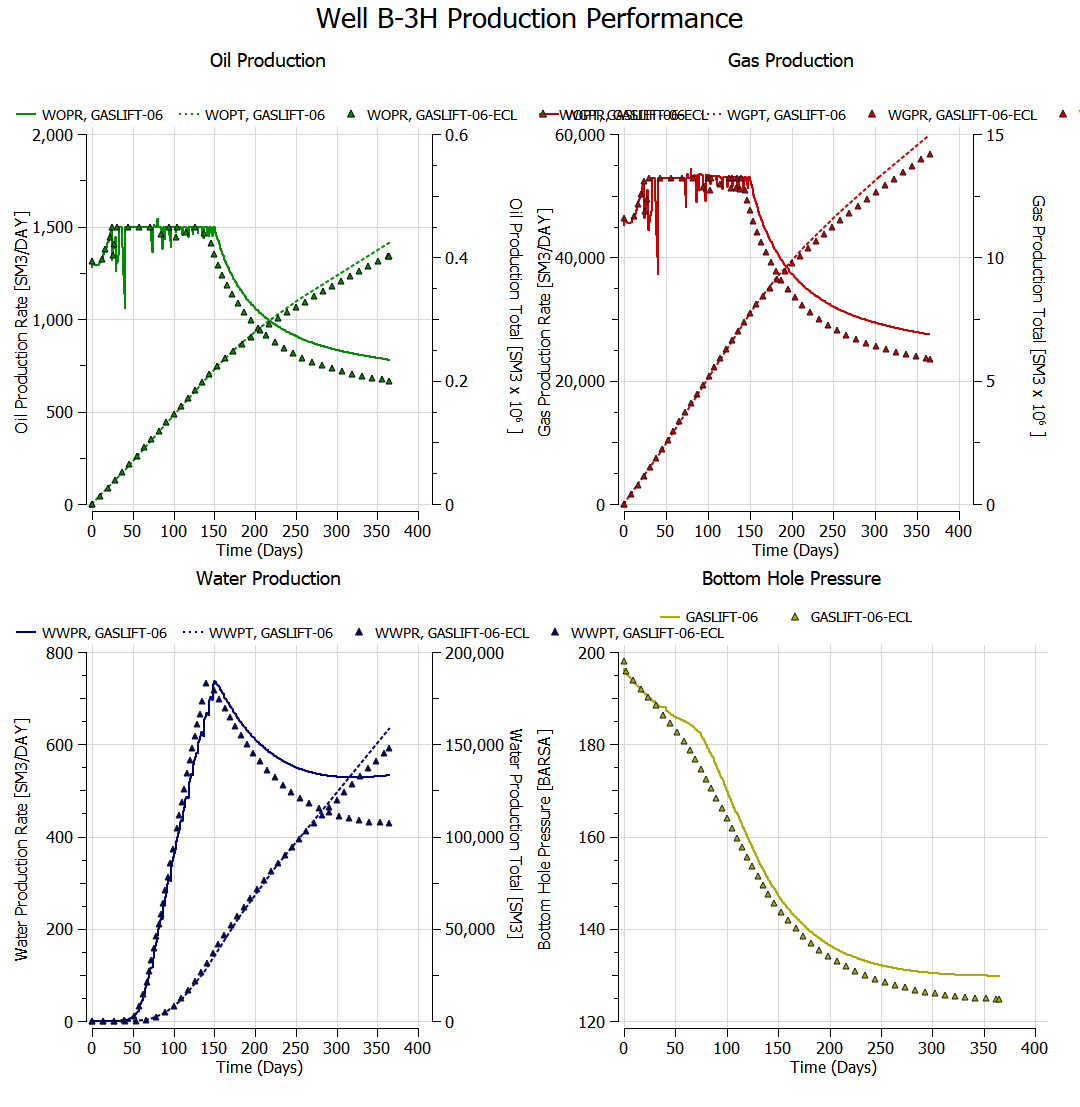 Well B-3H Production Performance
Oil Production
WOPR, GASLIFT-06
WOPT, GASLIFT-06
WOPR, GASLIFT-06-ECL
2,000
1,500
1,000
500
0
0.6
0.4
0.2
0
Oil Production Rate [SM3/DAY]
Oil Production Total [SM3 x 10⁶ ]
0 50 100 150 200 250 300 350 400
Time (Days)
Gas Production
WGPT, GASLIFT-06
WGPR, GASLIFT-06-ECL
60,000
40,000
20,000
0
15
10
5
0
Gas Production Rate [SM3/DAY]
Gas Production Total [SM3 x 10⁶ ]
0 50 100 150 200 250 300 350 400
Time (Days)
Water Production
WWPR, GASLIFT-06
WWPT, GASLIFT-06
WWPR, GASLIFT-06-ECL
WWPT, GASLIFT-06-ECL
800
600
400
200
0
200,000
150,000
100,000
50,000
0
Water Production Rate [SM3/DAY]
Water Production Total [SM3]
0 50 100 150 200 250 300 350 400
Time (Days)
Bottom Hole Pressure
GASLIFT-06
GASLIFT-06-ECL
200
180
160
140
120
Bottom Hole Pressure [BARSA]
0 50 100 150 200 250 300 350 400
Time (Days)